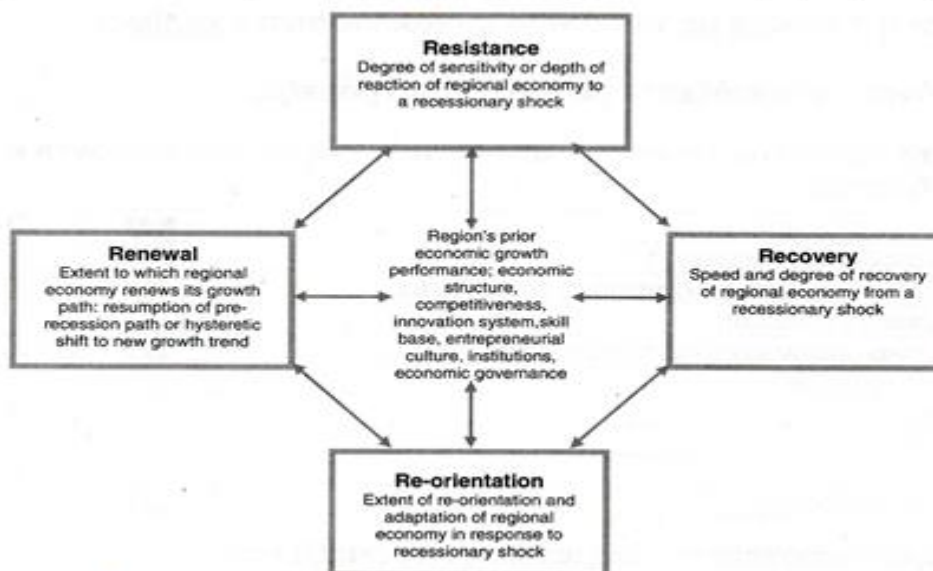 Resistance
Degree of sensitivity or depth of
reaction of regional economy to
a recessionary shock
Renewal
Extent to which regional
economy renews its growth
path: resumption of pre-
recession path or hysteretic
shift to new growth trend
Region's prior
economic growth
performance; economic
structure,
competitiveness,
innovation system,skill
base, entrepreneurial
culture, institutions,
economic governance
Recovery
Speed and degree of recovery
of regional economy from a
recessionary shock
Re-orientation
Extent of re-orientation and
adaptation of regional
economy in response to
recessionary shock